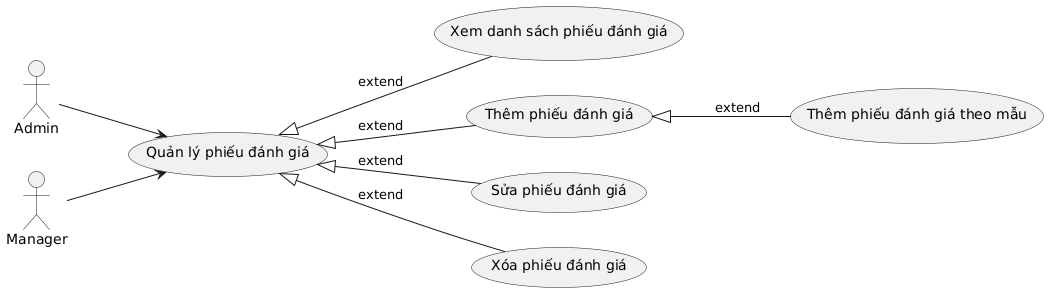 Xem danh sách phiếu đánh giá
extend
Admin
Thêm phiếu đánh giá
extend
Thêm phiếu đánh giá theo mẫu
extend
Quản lý phiếu đánh giá
extend
Sửa phiếu đánh giá
extend
Manager
Xóa phiếu đánh giá